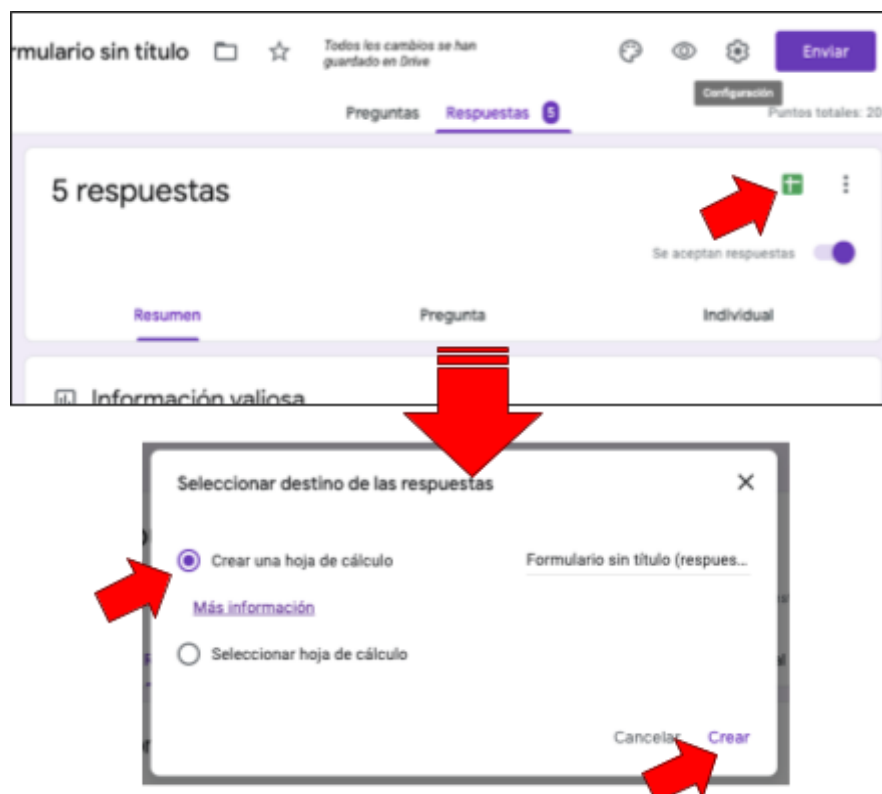 rmulario sin título
Todos los cambios se han
guardado en Drive
Enviar
Configuración
Preguntas Respuestas 5
Puntos totales: 20
5 respuestas
Se aceptan respuestas
Resumen Pregunta Individual
Información valiosa
Seleccionar destino de las respuestas
Crear una hoja de cálculo Formulario sin título (respues...
Más información
Seleccionar hoja de cálculo
Cancelar Crear